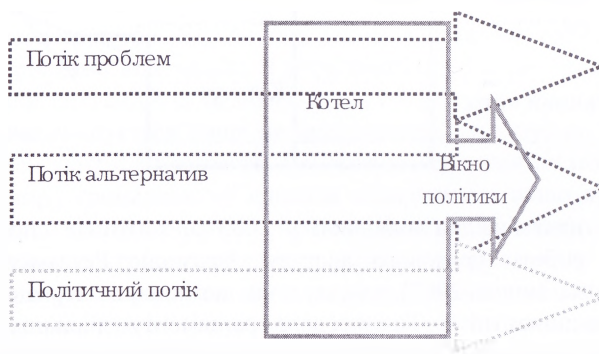 Потік проблем
Котел
Потік альтернатив
Вікно
політики
Політичний потік